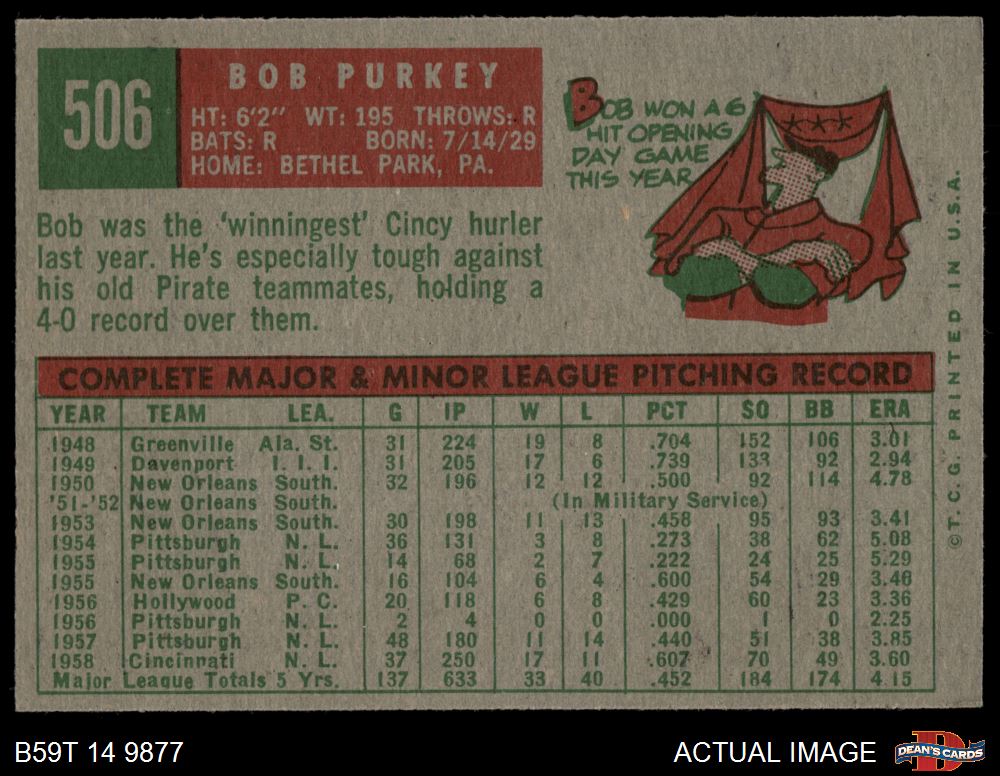 506
BOB PURKEY
HT: 6'2" WT: 195 THROWS: R
BATS: R BORN: 7/14/29
HOME: BETHEL PARK, PA.
BOB WON A 6
HIT OPENING
DAY GAME
THIS YEAR
Bob was the 'winningest' Cincy hurler
last year. He's especially tough against
his old Pirate teammates, holding a
4-0 record over them.
COMPLETE MAJOR & MINOR LEAGUE PITCHING RECORD
YEAR TEAM LEA. G IP W L PCT SO BB ERA
1948 Greenville Ala. St. 31 224 19 8 .704 152 106 3.01
1949 Davenport I. I. I. 31 205 17 6 .739 133 92 2.94
1950 New Orleans South. 32 196 12 12 .500 92 114 4.78
'51-'52 New Orleans South. (In Military Service)
1953 New Orleans South. 30 198 11 13 .458 95 93 3.41
1954 Pittsburgh N. L. 36 131 3 8 .273 38 62 5.08
1955 Pittsburgh N. L. 14 68 2 7 .222 24 25 5.29
1955 New Orleans South. 16 104 6 4 .600 54 29 3.46
1956 Hollywood P. C. 20 118 6 8 .429 60 23 3.36
1956 Pittsburgh N. L. 2 4 0 0 .000 1 0 2.25
1957 Pittsburgh N. L. 48 180 11 14 .440 51 38 3.85
1958 Cincinnati N. L. 37 250 17 11 .607 70 49 3.60
Major League Totals 5 Yrs. 137 633 33 40 .452 184 174 4.15
©T. C. G. PRINTED IN U.S.A.
B59T 14 9877
ACTUAL IMAGE
D
DEAN'S CARDS